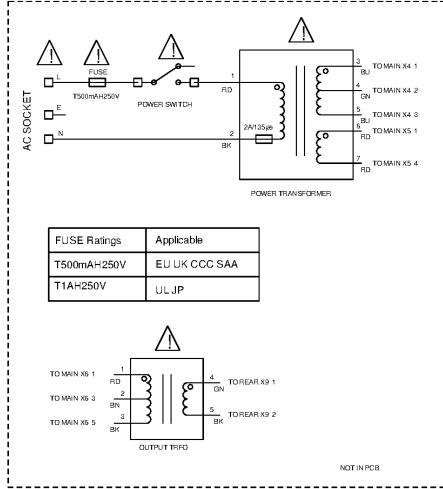 AC SOCKET
L
E
N
FUSE
T500mAH250V
POWER SWITCH
1
RD
2
BK
2A/135
3
BU
TO MAIN X4 1
4
GN
TO MAIN X4 2
5
BU
TO MAIN X4 3
6
RD
TO MAIN X5 1
7
RD
TO MAIN X5 4
POWER TRANSFORMER
FUSE Ratings Applicable
T500mAH250V EU UK CCC SAA
T1AH250V UL JP
TO MAIN X6 1
1
RD
TO MAIN X6 3
2
BN
TO MAIN X6 5
3
BK
4
GN
TO REAR X9 1
5
BK
TO REAR X9 2
OUTPUT TRFO
NOT IN PCB